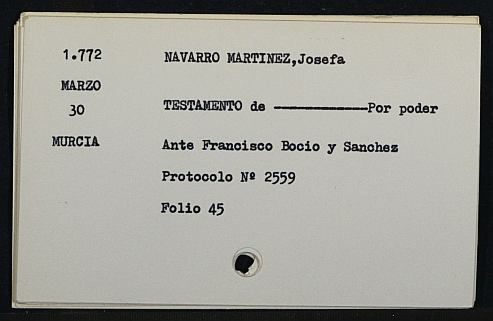 1.772 NAVARRO MARTINEZ,Josefa
MARZO
30 TESTAMENTO de ——————————Por poder
MURCIA Ante Francisco Bocio y Sanchez
Protocolo Nº 2559
Folio 45